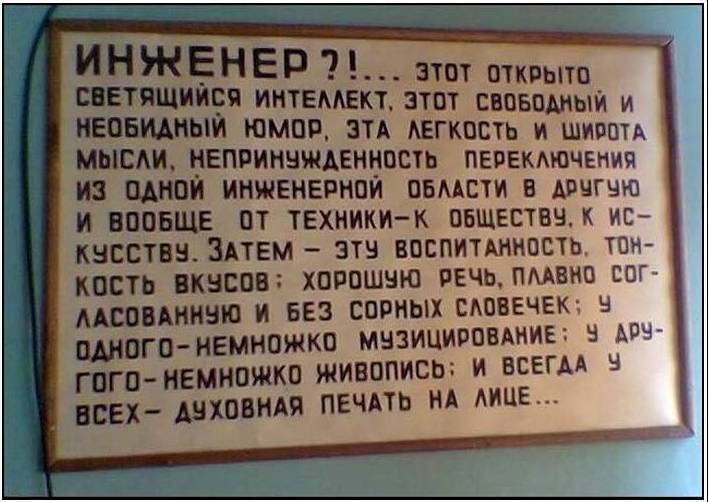 ИНЖЕНЕР?!... ЭТОТ ОТКРЫТО
СВЕТЯЩИЙСЯ ИНТЕЛЛЕКТ, ЭТОТ СВОБОДНЫЙ И
НЕОБИДНЫЙ ЮМОР, ЭТА ЛЕГКОСТЬ И ШИРОТА
МЫСЛИ, НЕПРИНУЖДЕННОСТЬ ПЕРЕКЛЮЧЕНИЯ
ИЗ ОДНОЙ ИНЖЕНЕРНОЙ ОБЛАСТИ В ДРУГУЮ
И ВООБЩЕ ОТ ТЕХНИКИ-К ОБЩЕСТВУ, К ИС-
КУССТВУ. ЗАТЕМ - ЭТУ ВОСПИТАННОСТЬ, ТОН-
КОСТЬ ВКУСОВ; ХОРОШУЮ РЕЧЬ, ПЛАВНО СОГ-
ЛАСОВАННУЮ И БЕЗ СОРНЫХ СЛОВЕЧЕК; У
ОДНОГО-НЕМНОЖКО МУЗИЦИРОВАНИЕ; У ДРУ-
ГОГО-НЕМНОЖКО ЖИВОПИСЬ; И ВСЕГДА У
ВСЕХ- ДУХОВНАЯ ПЕЧАТЬ НА ЛИЦЕ...